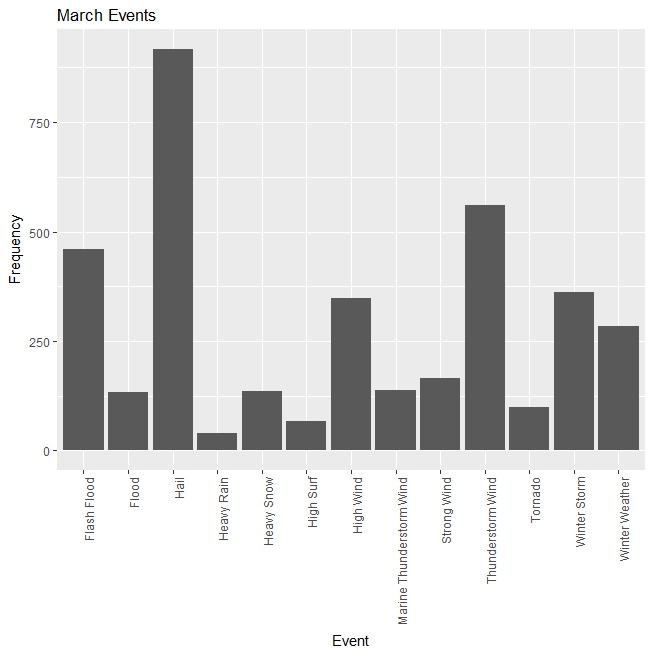 March Events
Frequency
750
500
250
0
Flash Flood
Flood
Hail
Heavy Rain
Heavy Snow
High Surf
High Wind
Marine Thunderstorm Wind
Strong Wind
Thunderstorm Wind
Tornado
Winter Storm
Winter Weather
Event